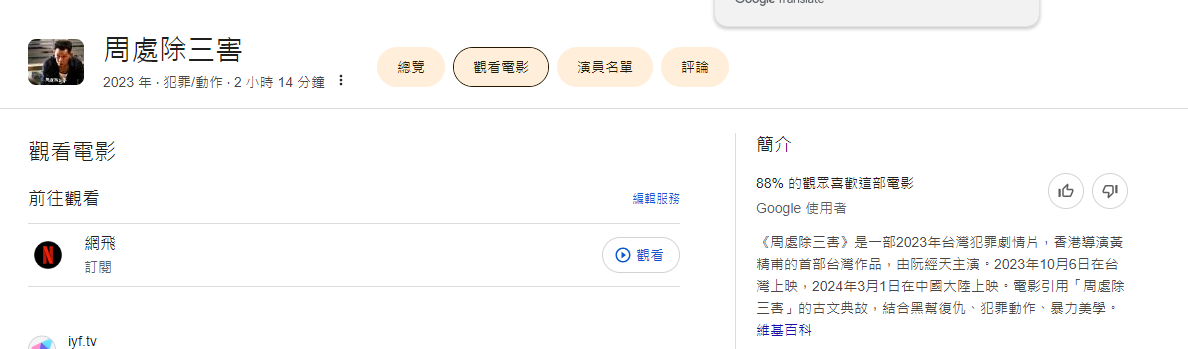 Google Translate
周處除三害
2023 年 · 犯罪/動作 · 2 小時 14 分鐘
總覽
觀看電影
演員名單
評論
觀看電影
前往觀看
編輯服務
網飛
訂閱
觀看
iyf.tv
簡介
88% 的觀眾喜歡這部電影
Google 使用者
《周處除三害》是一部2023年台灣犯罪劇情片，香港導演黃
精甫的首部台灣作品，由阮經天主演。2023年10月6日在台
灣上映，2024年3月1日在中國大陸上映。電影引用「周處除
三害」的古文典故，結合黑幫復仇、犯罪動作、暴力美學。
維基百科